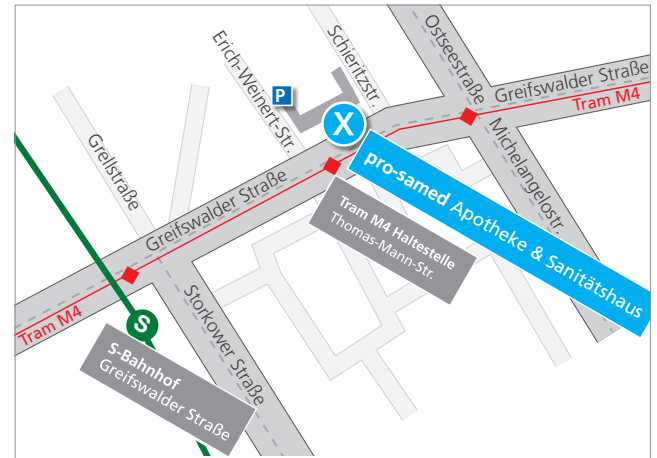 Ostseestraße
Schieritzstr.
Erich-Weinert-Str.
P
Greifswalder Straße
Tram M4
X
Grellstraße
Michelangelostr.
pro-samed Apotheke & Sanitätshaus
Greifswalder Straße
Tram M4 Haltestelle
Thomas-Mann-Str.
Storkower Straße
Tram M4
S
S-Bahnhof
Greifswalder Straße